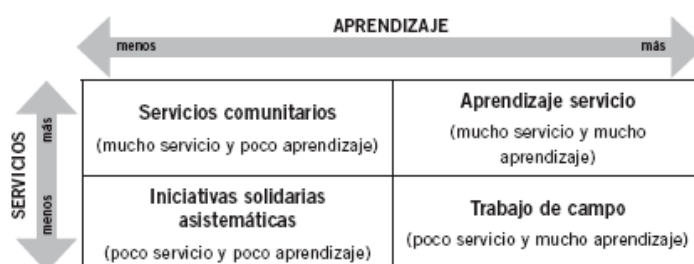 APRENDIZAJE
menos
más
SERVICIOS
más
menos
Servicios comunitarios
(mucho servicio y poco aprendizaje)
Aprendizaje servicio
(mucho servicio y mucho
aprendizaje)
Iniciativas solidarias
asistemáticas
(poco servicio y poco aprendizaje)
Trabajo de campo
(poco servicio y mucho aprendizaje)